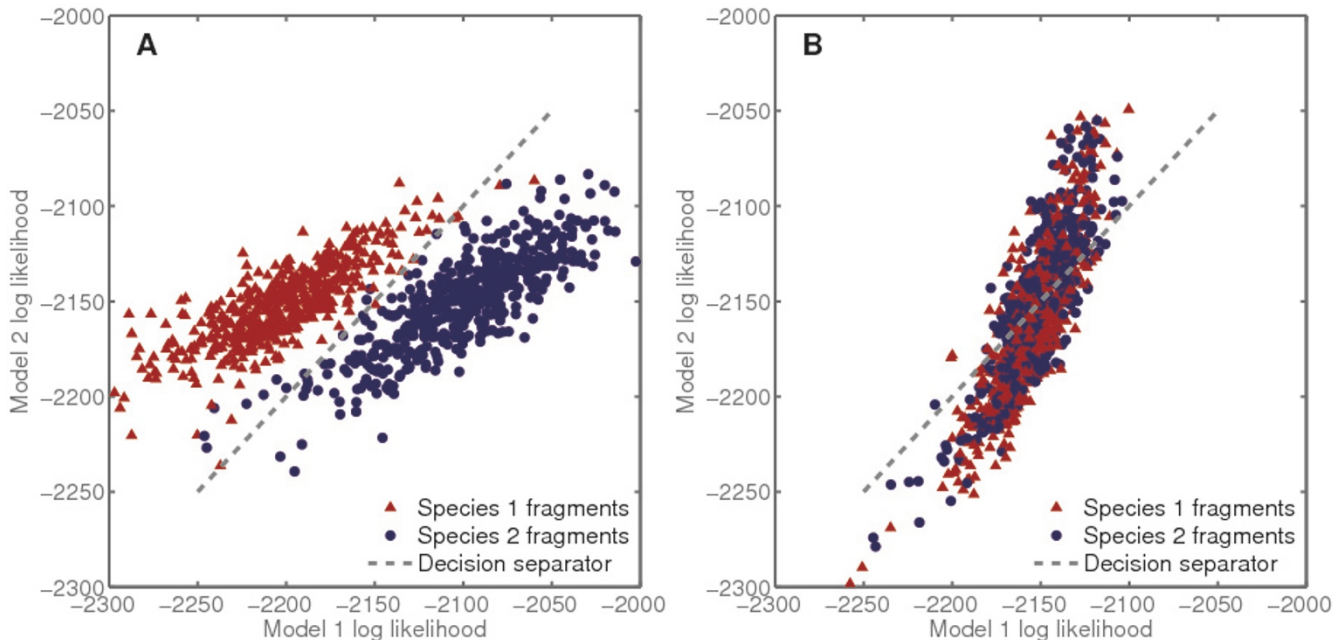 A
−2000
−2050
−2100
−2150
−2200
−2250
−2300
Model 2 log likelihood
−2300 −2250 −2200 −2150 −2100 −2050 −2000
Model 1 log likelihood
Species 1 fragments
Species 2 fragments
Decision separator
B
−2000
−2050
−2100
−2150
−2200
−2250
−2300
Model 2 log likelihood
−2300 −2250 −2200 −2150 −2100 −2050 −2000
Model 1 log likelihood
Species 1 fragments
Species 2 fragments
Decision separator